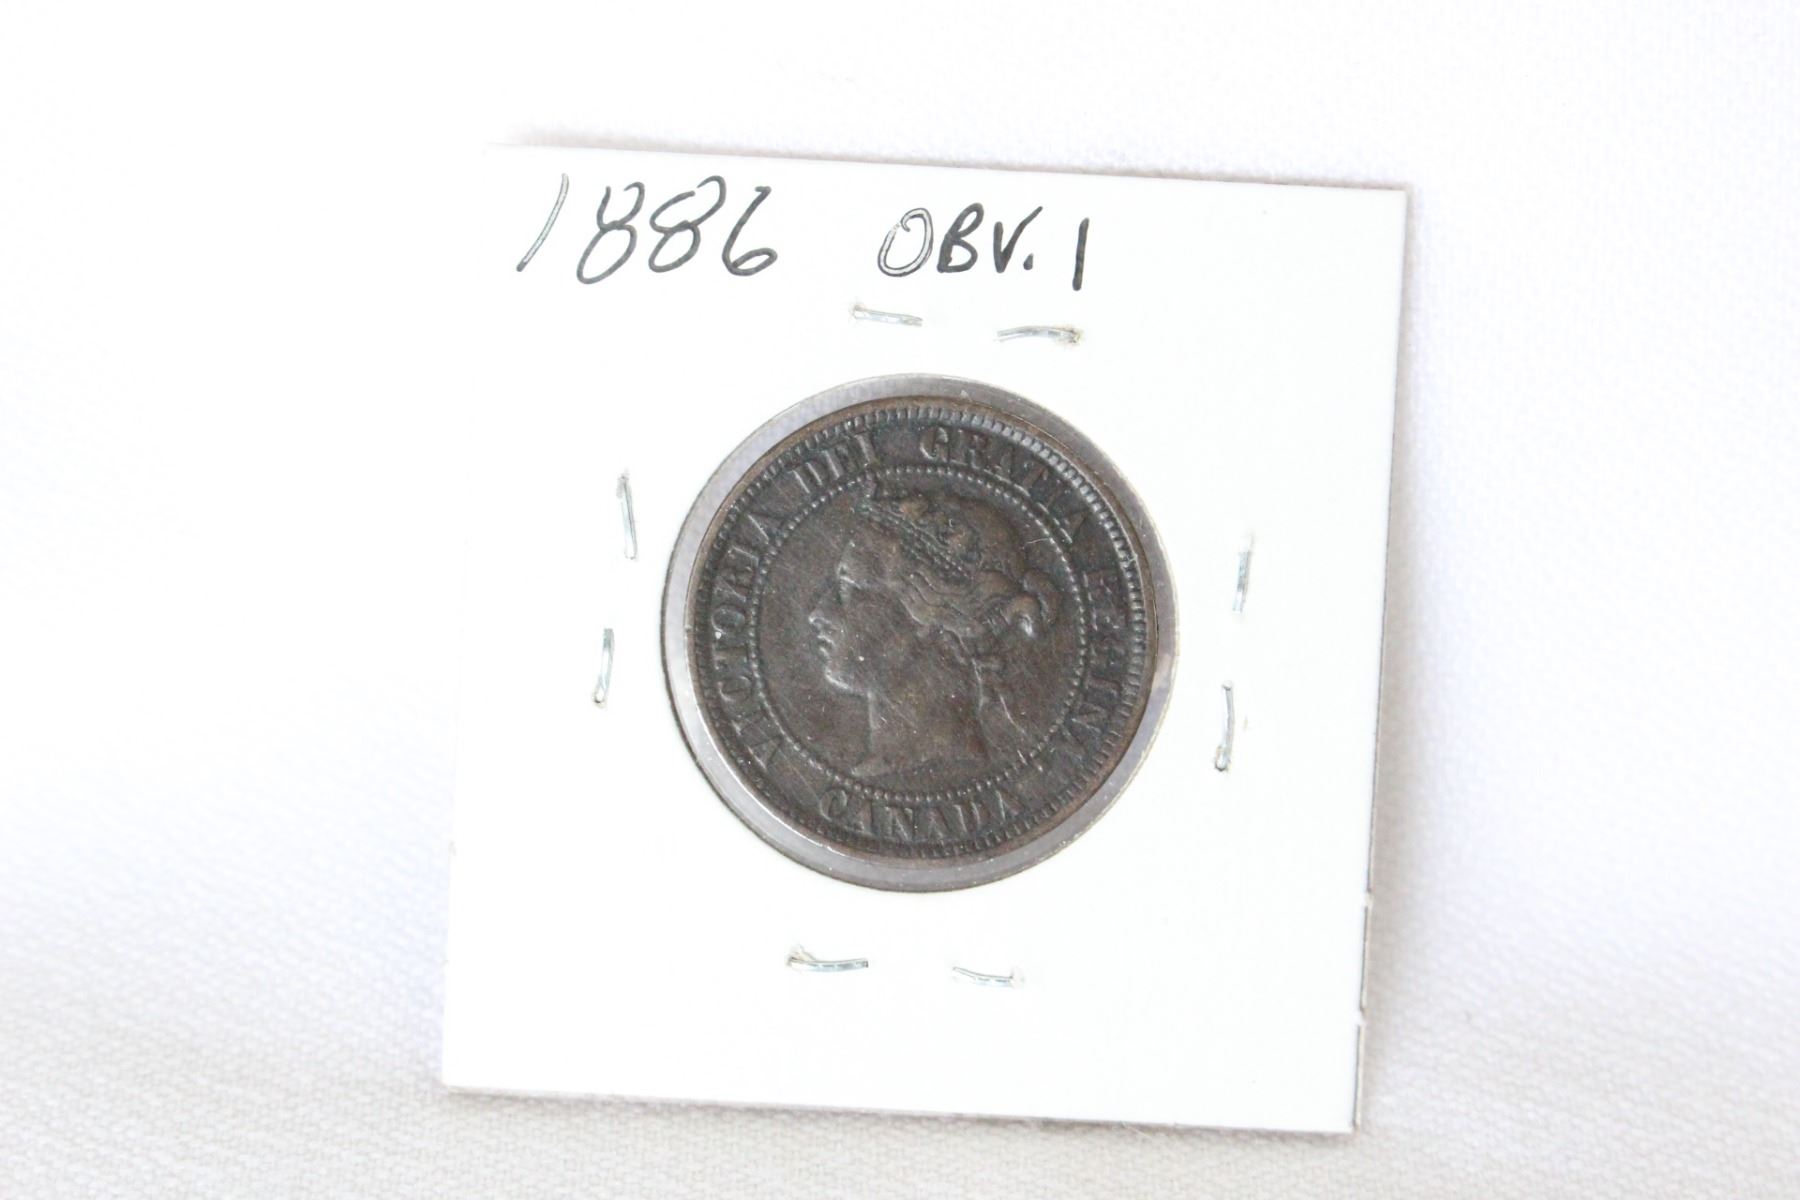 1886 OBV. 1
VICTORIA DEI GRATIA REGINA
CANADA